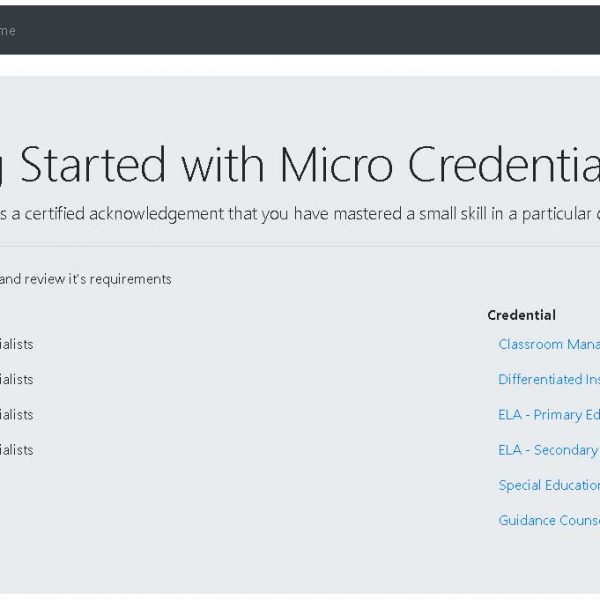 me
g Started with Micro Credentia
s a certified acknowledgement that you have mastered a small skill in a particular c
and review it's requirements
Credential
ialists
Classroom Mana
ialists
Differentiated Ins
ialists
ELA - Primary Ed
ialists
ELA - Secondary
Special Education
Guidance Counse